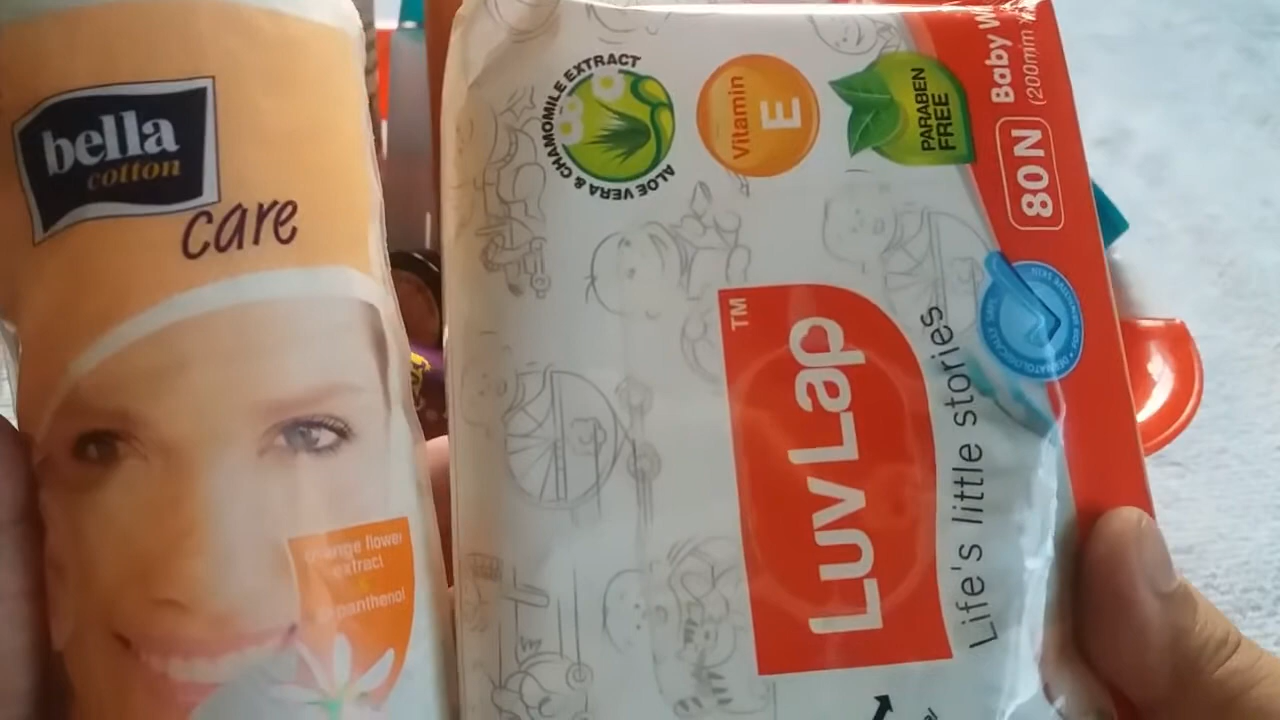 bella
cotton
care
orange flower
extract
+
panthenol
ALOE VERA & CHAMOMILE EXTRACT
Vitamin
E
PARABEN
FREE
80 N
Baby
(200mm
LuvLap
TM
Life's little stories
DERMATOLOGICALLY